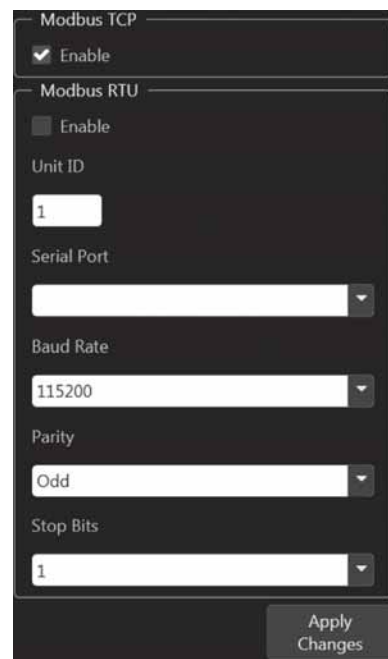 Modbus TCP
Enable
Modbus RTU
Enable
Unit ID
1
Serial Port
Baud Rate
115200
Parity
Odd
Stop Bits
1
Apply
Changes